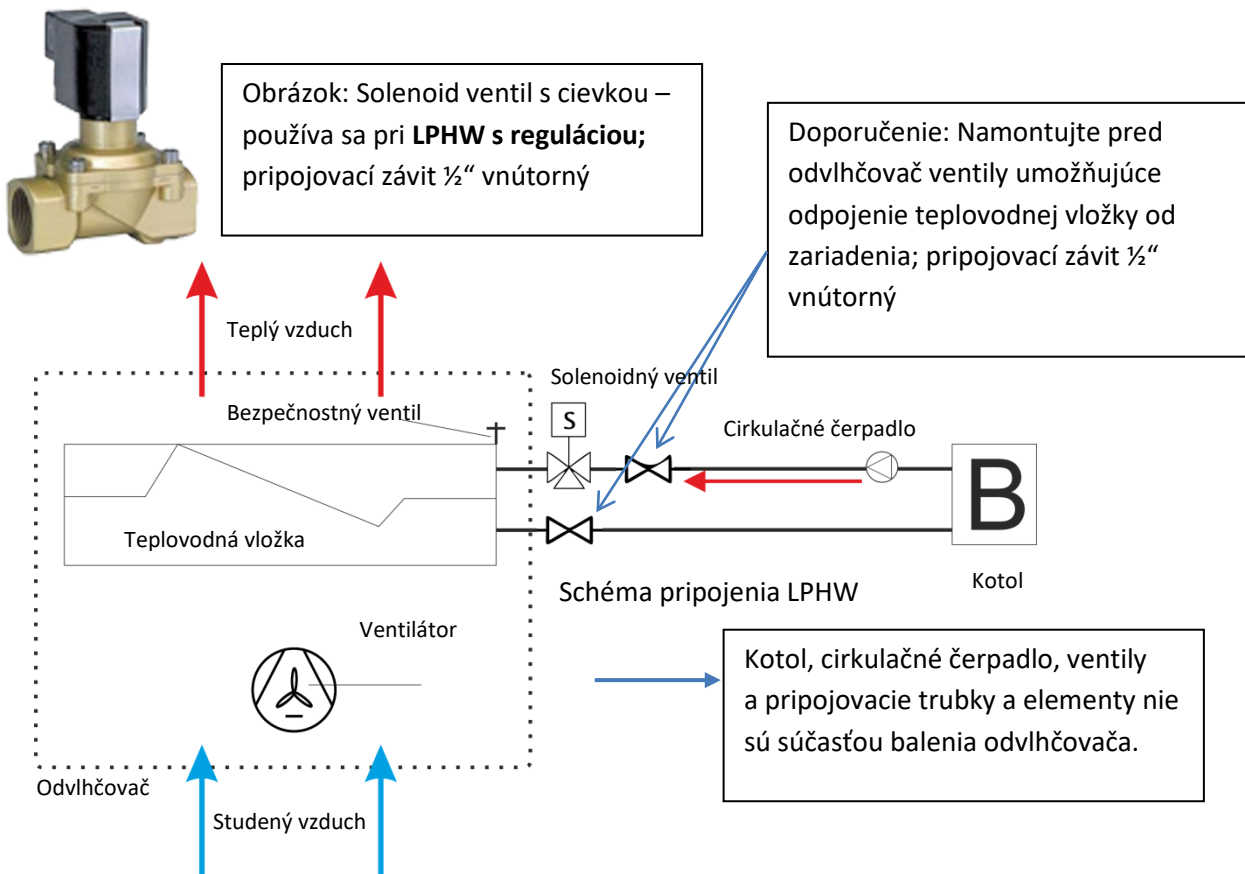 Obrázok: Solenoid ventil s cievkou –
používa sa pri LPHW s reguláciou;
pripojovací závit ½“ vnútorný
Doporučenie: Namontujte pred
odvlhčovač ventily umožňujúce
odpojenie teplovodnej vložky od
zariadenia; pripojovací závit ½“
vnútorný
Teplý vzduch
Solenoidný ventil
Bezpečnostný ventil
S
Cirkulačné čerpadlo
B
Teplovodná vložka
Kotol
Schéma pripojenia LPHW
Ventilátor
Kotol, cirkulačné čerpadlo, ventily
a pripojovacie trubky a elementy nie
sú súčasťou balenia odvlhčovača.
Odvlhčovač
Studený vzduch